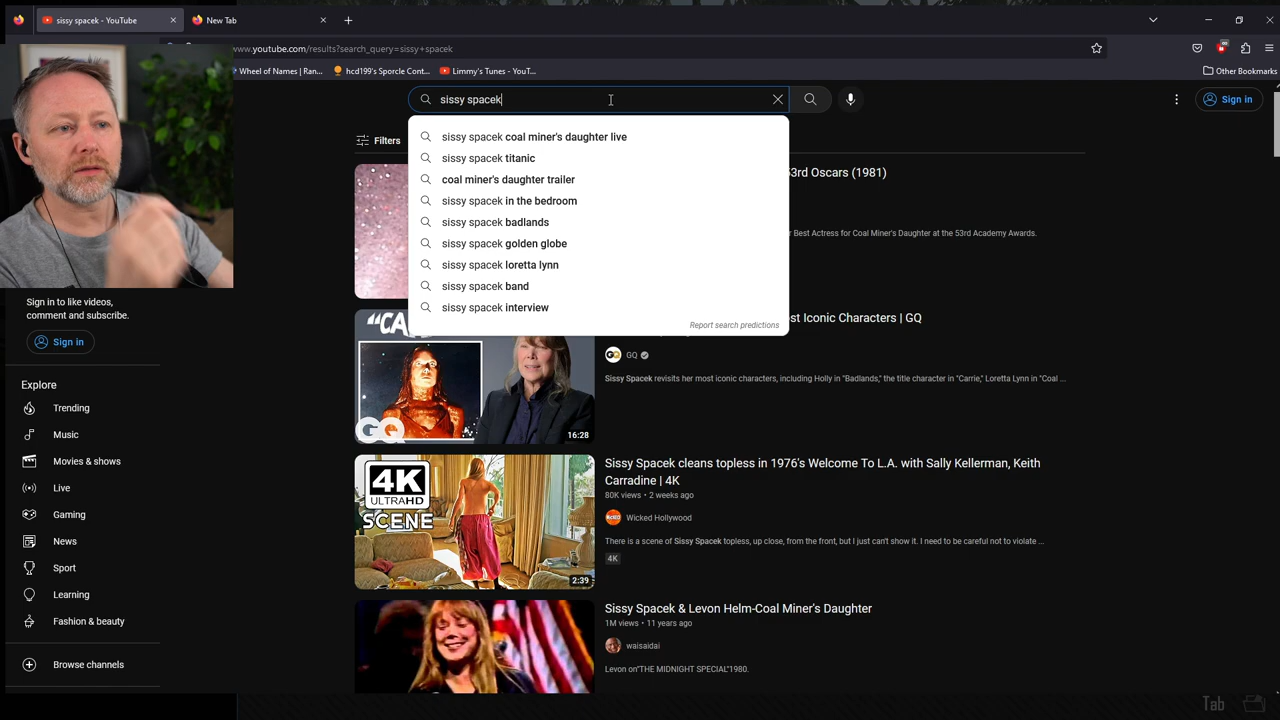 sissy spacek - YouTube
New Tab
ww.youtube.com/results?search_query=sissy+spacek
Wheel of Names | Ran...
hcd199's Sporcle Cont...
Limmy's Tunes - YouT...
Other Bookmarks
sissy spacek
Sign in
Filters
sissy spacek coal miner's daughter live
sissy spacek titanic
coal miner's daughter trailer
sissy spacek in the bedroom
sissy spacek badlands
sissy spacek golden globe
sissy spacek loretta lynn
sissy spacek band
sissy spacek interview
Report search predictions
53rd Oscars (1981)
r Best Actress for Coal Miner's Daughter at the 53rd Academy Awards.
Sign in to like videos,
comment and subscribe.
Sign in
Explore
Trending
Music
Movies & shows
Live
Gaming
News
Sport
Learning
Fashion & beauty
Browse channels
"CA
GQ
16:28
ost Iconic Characters | GQ
GQ
GQ
Sissy Spacek revisits her most iconic characters, including Holly in "Badlands," the title character in "Carrie," Loretta Lynn in "Coal ...
4K
ULTRA HD
SCENE
2:39
Sissy Spacek cleans topless in 1976's Welcome To L.A. with Sally Kellerman, Keith
Carradine | 4K
80K views • 2 weeks ago
Wicked Hollywood
There is a scene of Sissy Spacek topless, up close, from the front, but I just can't show it. I need to be careful not to violate ...
4K
Sissy Spacek & Levon Helm-Coal Miner's Daughter
1M views • 11 years ago
waisaidai
Levon on"THE MIDNIGHT SPECIAL"1980.
Tab